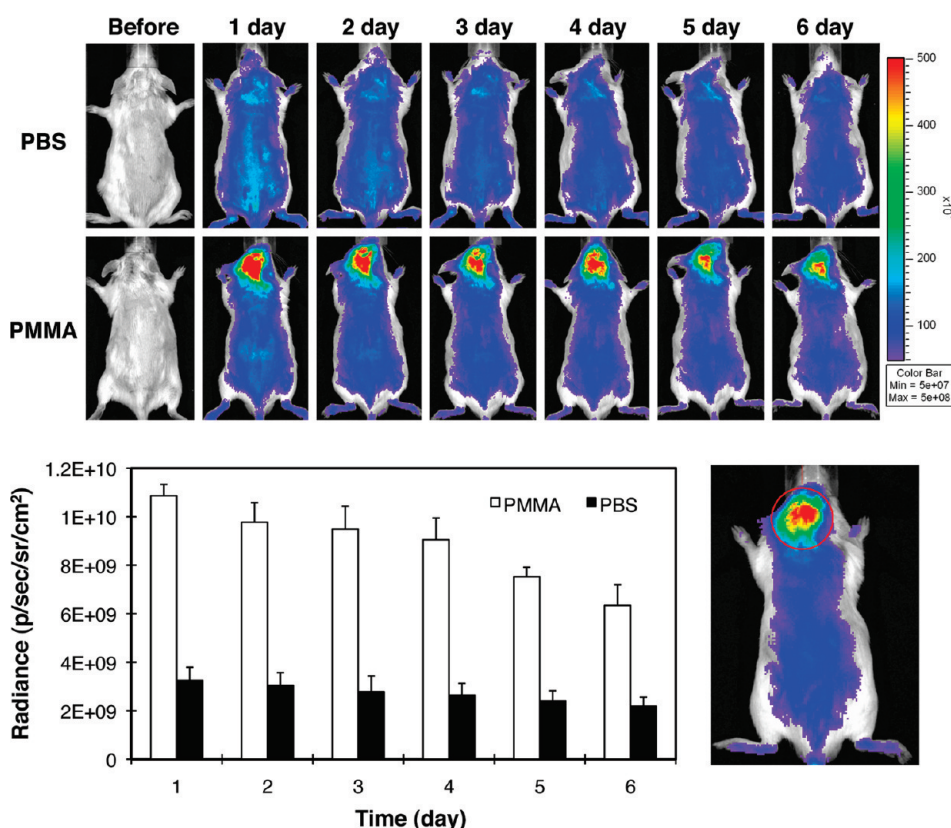 Before 1 day 2 day 3 day 4 day 5 day 6 day
PBS
PMMA
500
400
300
200
100
x10
Color Bar
Min = 5e+07
Max = 5e+08
1.2E+10
1E+10
8E+09
6E+09
4E+09
2E+09
0
Radiance (p/sec/sr/cm²)
PMMA PBS
1 2 3 4 5 6
Time (day)